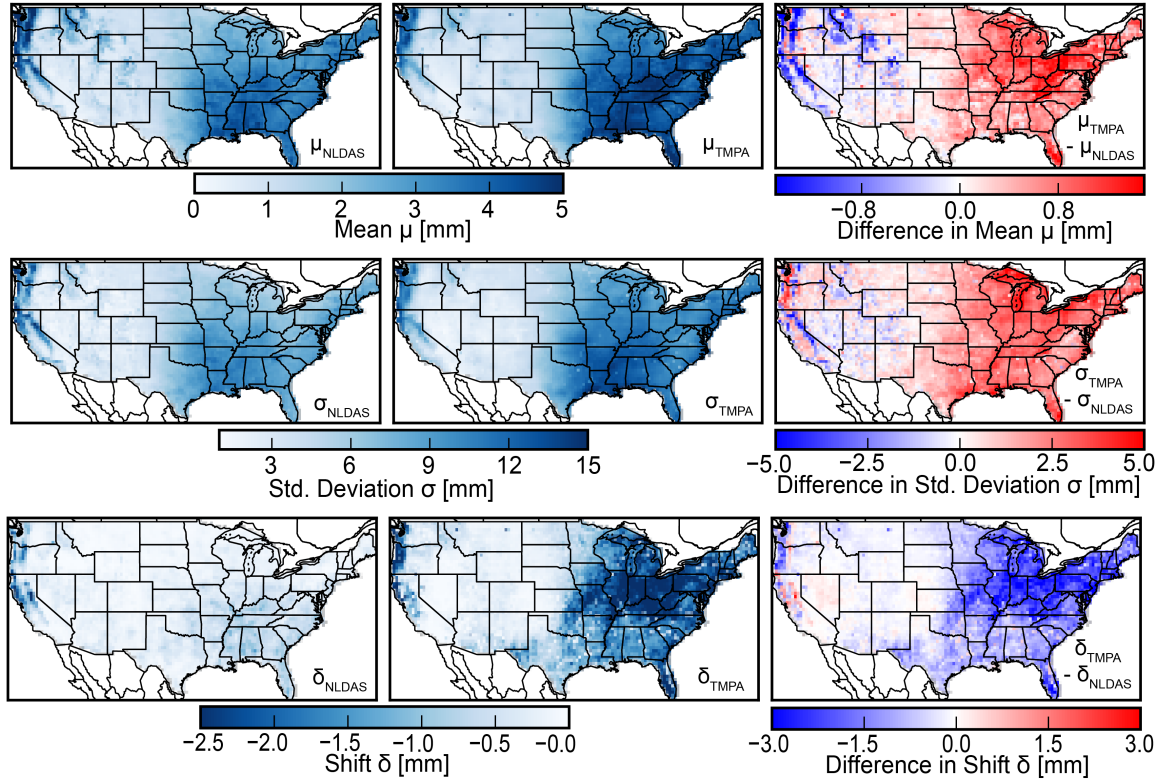 μNLDAS
μTMPA
μTMPA
- μNLDAS
0 1 2 3 4 5
Mean μ [mm]
−0.8 0.0 0.8
Difference in Mean μ [mm]
σNLDAS
σTMPA
σTMPA
- σNLDAS
3 6 9 12 15
Std. Deviation σ [mm]
−5.0 −2.5 0.0 2.5 5.0
Difference in Std. Deviation σ [mm]
δNLDAS
δTMPA
δTMPA
- δNLDAS
−2.5 −2.0 −1.5 −1.0 −0.5 −0.0
Shift δ [mm]
−3.0 −1.5 0.0 1.5 3.0
Difference in Shift δ [mm]